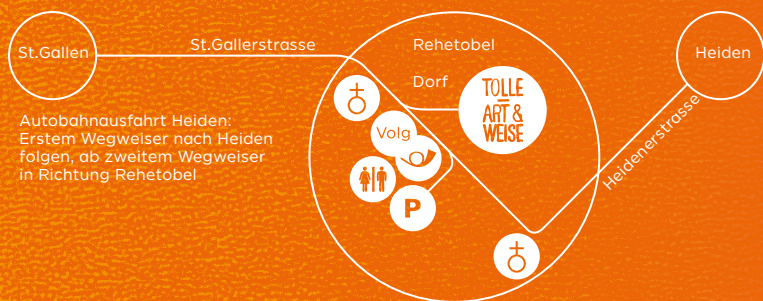 St.Gallen
St.Gallerstrasse
Rehetobel
Dorf
Heiden
TOLLE
=
ART &
WEISE
Volg
P
Heidenerstrasse
Autobahnausfahrt Heiden:
Erstem Wegweiser nach Heiden
folgen, ab zweitem Wegweiser
in Richtung Rehetobel